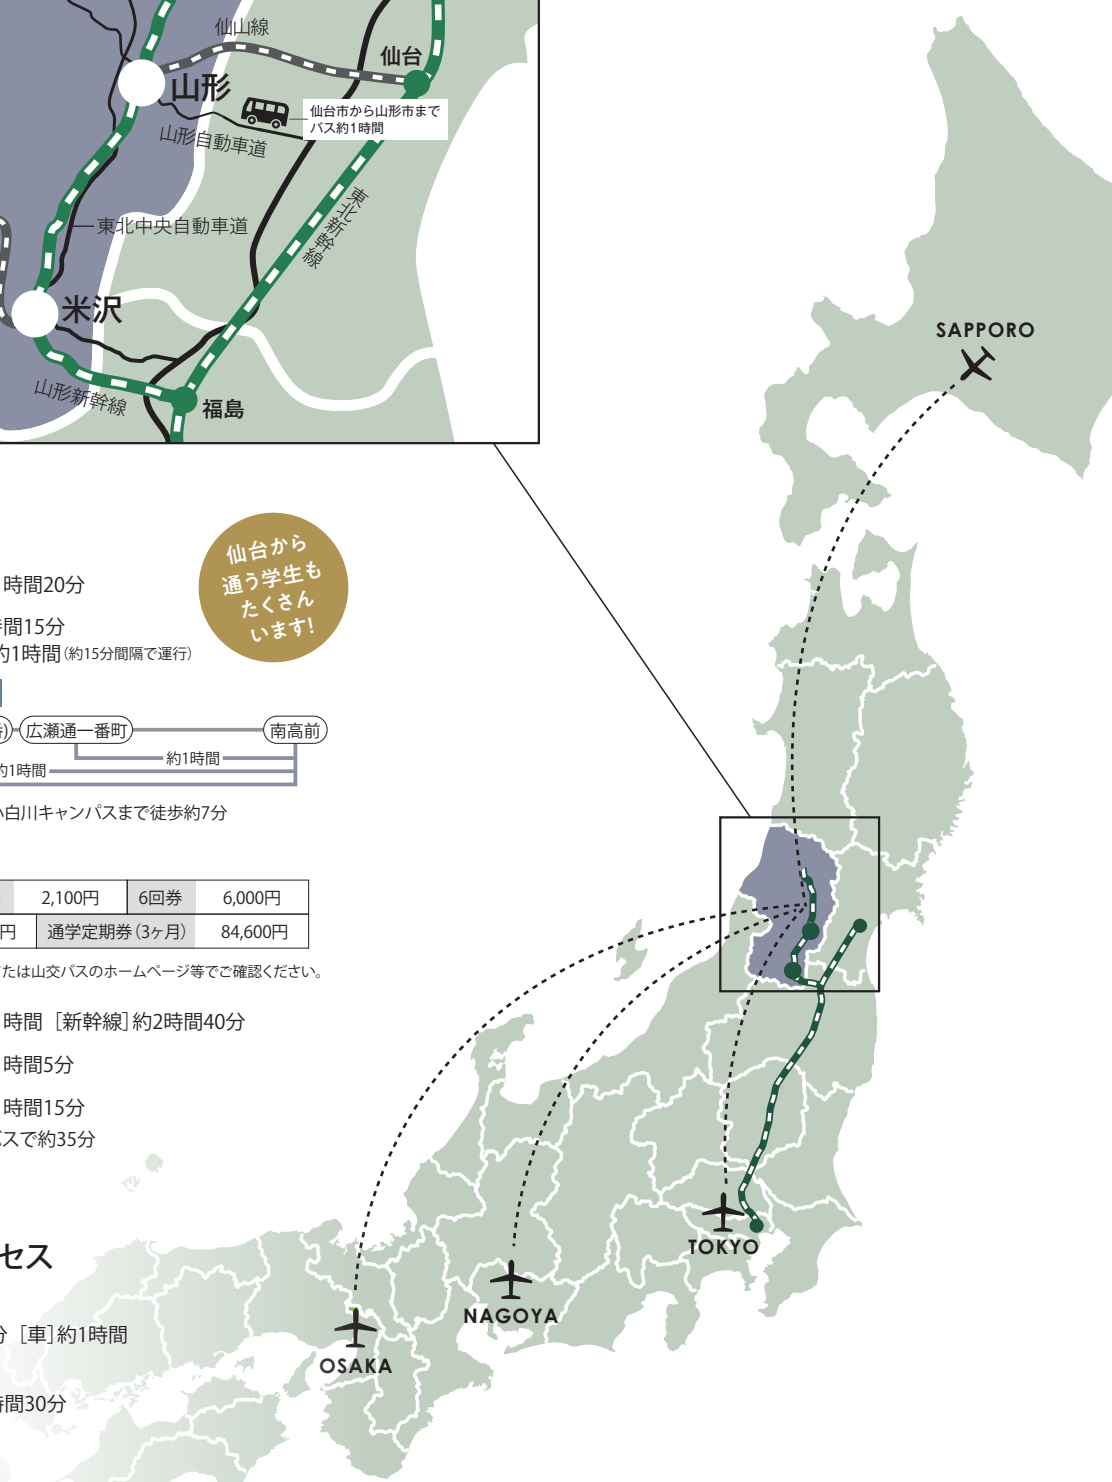 仙山線
仙台
山形
仙台市から山形市まで
バス約1時間
山形自動車道
東北新幹線
東北中央自動車道
米沢
山形新幹線
福島
SAPPORO
仙台から
通う学生も
たくさん
います!
時間20分
時間15分
約1時間(約15分間隔で運行)
広瀬通一番町
南高前
約1時間
約1時間
小白川キャンパスまで徒歩約7分
2,100円 6回券 6,000円
円 通学定期券(3ヶ月) 84,600円
または山交バスのホームページ等でご確認ください。
時間 [新幹線]約2時間40分
時間5分
時間15分
バスで約35分
TOKYO
セス
NAGOYA
分 [車]約1時間
OSAKA
時間30分